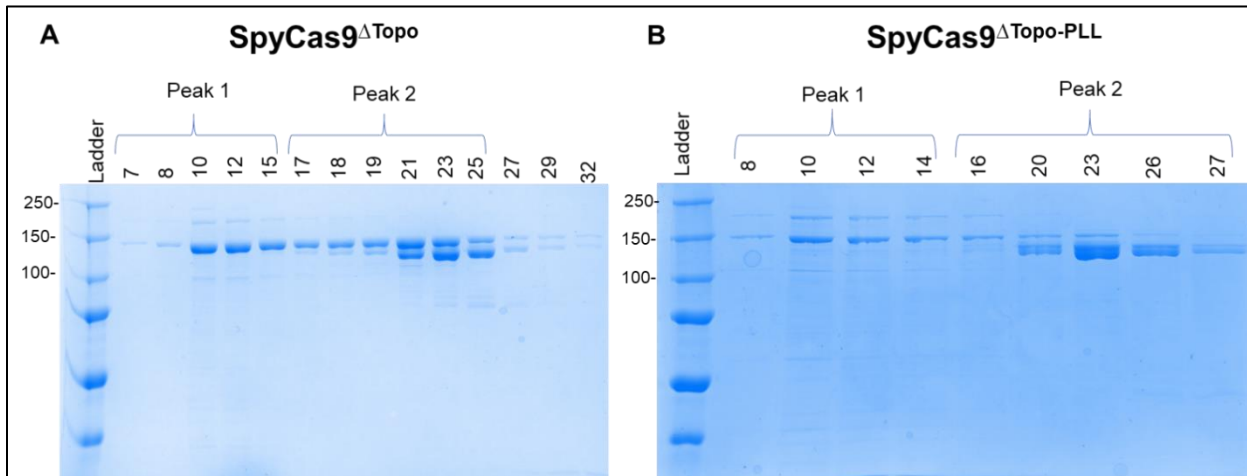 A
SpyCas9ΔTopo
Peak 1
Peak 2
Ladder
7
8
10
12
15
17
18
19
21
23
25
27
29
32
250-
150-
100-
B
SpyCas9ΔTopo-PLL
Peak 1
Peak 2
Ladder
8
10
12
14
16
20
23
26
27
250-
150-
100-